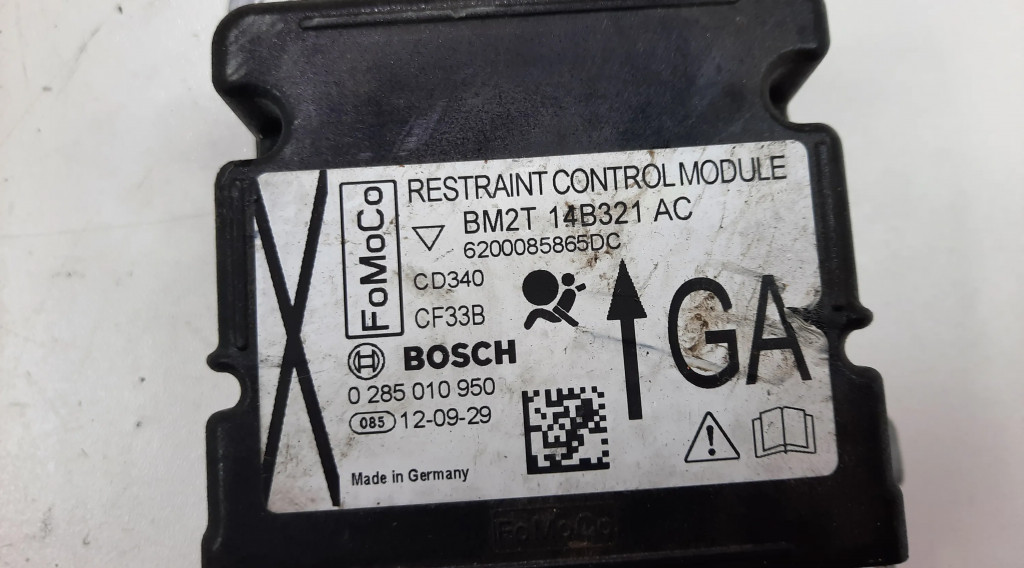 FoMoCo
RESTRAINT CONTROL MODULE
BM2T 14B321 AC
6200085865DC
CD340
CF33B
GA
BOSCH
0 285 010 950
085 12-09-29
Made in Germany
FoMoCo